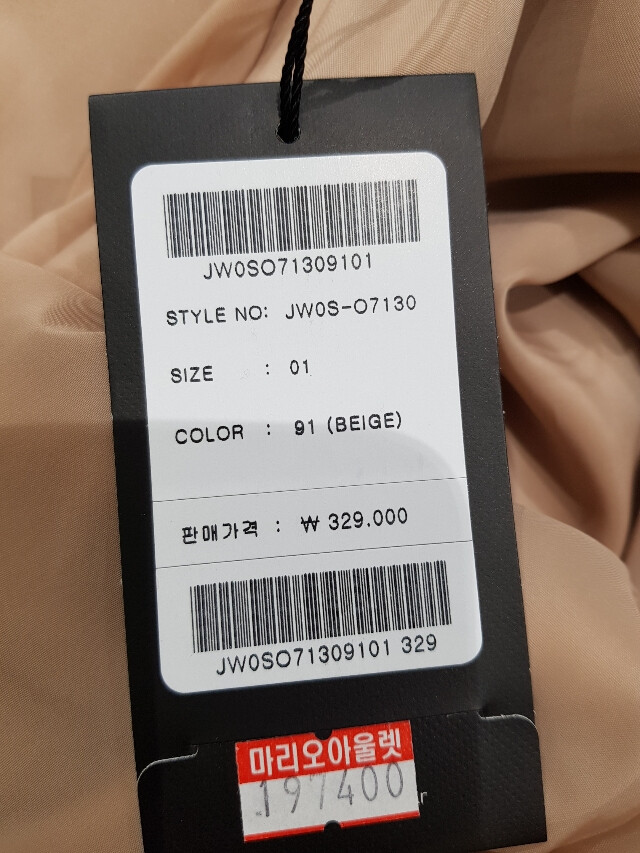 JW0SO71309101
STYLE NO: JW0S-O7130
SIZE : 01
COLOR : 91 (BEIGE)
판매가격 : ₩ 329.000
JW0SO71309101 329
마리오아울렛
197400